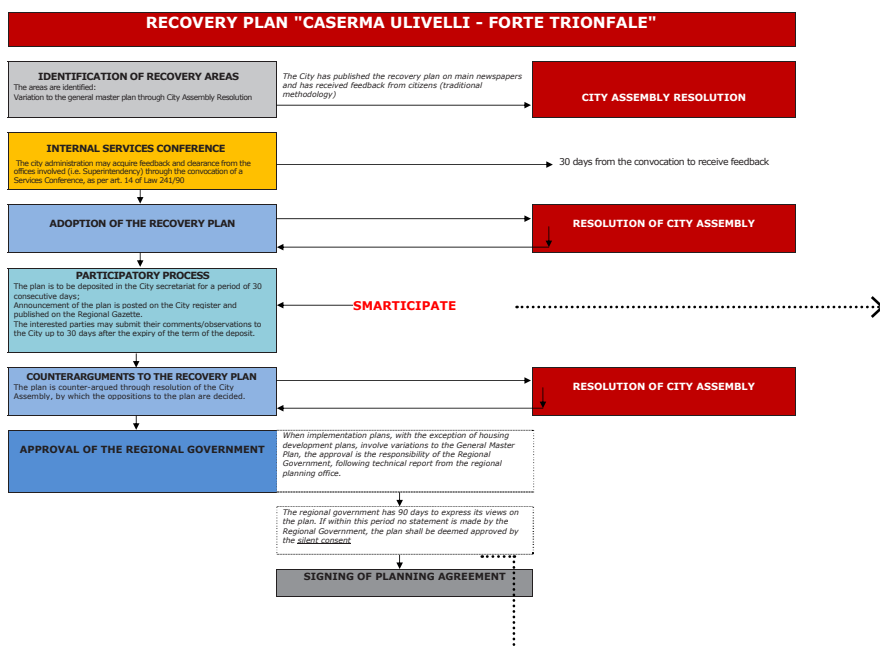 RECOVERY PLAN "CASERMA ULIVELLI - FORTE TRIONFALE"
IDENTIFICATION OF RECOVERY AREAS
The areas are identified:
Variation to the general master plan through City Assembly Resolution
The City has published the recovery plan on main newspapers
and has received feedback from citizens (traditional
methodology)
CITY ASSEMBLY RESOLUTION
INTERNAL SERVICES CONFERENCE
The city administration may acquire feedback and clearance from the
offices involved (i.e. Superintendency) through the convocation of a
Services Conference, as per art. 14 of Law 241/90
30 days from the convocation to receive feedback
ADOPTION OF THE RECOVERY PLAN
RESOLUTION OF CITY ASSEMBLY
PARTICIPATORY PROCESS
The plan is to be deposited in the City secretariat for a period of 30
consecutive days;
Announcement of the plan is posted on the City register and
published on the Regional Gazette.
The interested parties may submit their comments/observations to
the City up to 30 days after the expiry of the term of the deposit.
SMARTICIPATE
COUNTERARGUMENTS TO THE RECOVERY PLAN
The plan is counter-argued through resolution of the City
Assembly, by which the oppositions to the plan are decided.
RESOLUTION OF CITY ASSEMBLY
APPROVAL OF THE REGIONAL GOVERNMENT
When implementation plans, with the exception of housing
development plans, involve variations to the General Master
Plan, the approval is the responsibility of the Regional
Government, following technical report from the regional
planning office.
The regional government has 90 days to express its views on
the plan. If within this period no statement is made by the
Regional Government, the plan shall be deemed approved by
the silent consent
SIGNING OF PLANNING AGREEMENT